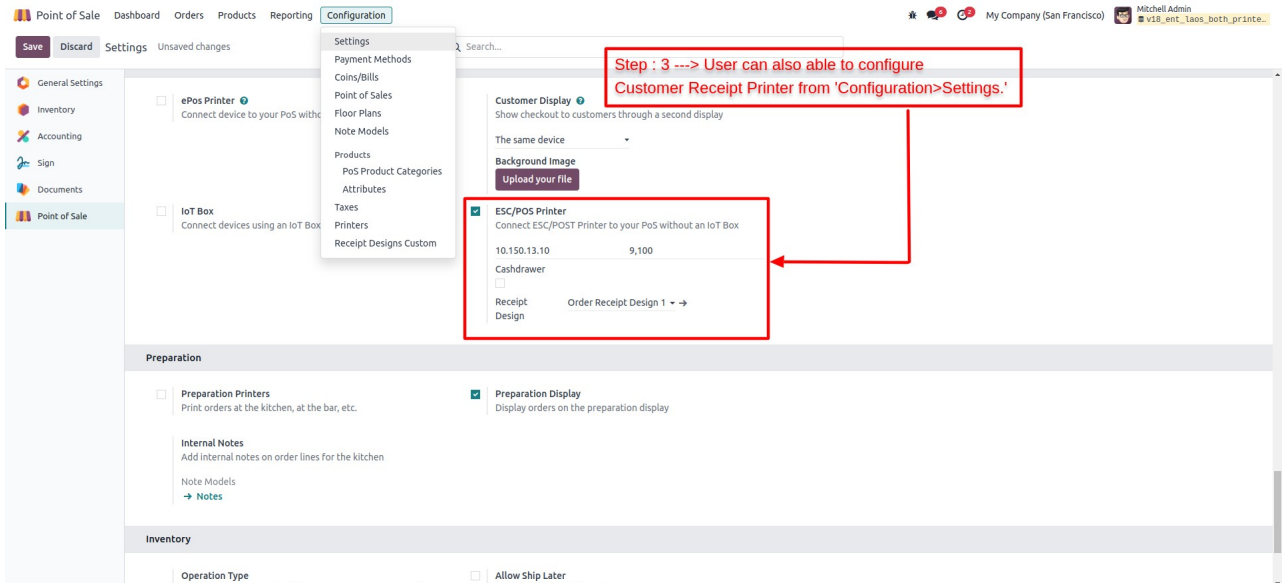 Point of Sale Dashboard Orders Products Reporting Configuration
8 2 My Company (San Francisco) Mitchell Admin
v18_ent_laos_both_printe...
Save Discard Settings Unsaved changes Search...
Settings
Payment Methods
Coins/Bills
Point of Sales
Floor Plans
Note Models
Products
PoS Product Categories
Attributes
Taxes
Printers
Receipt Designs Custom
Step : 3 ---> User can also able to configure
Customer Receipt Printer from 'Configuration>Settings.'
General Settings
Inventory
Accounting
Sign
Documents
Point of Sale
ePos Printer ?
Connect device to your PoS witho
Customer Display ?
Show checkout to customers through a second display
The same device
Background Image
Upload your file
IoT Box
Connect devices using an IoT Box
ESC/POS Printer
Connect ESC/POST Printer to your PoS without an IoT Box
10.150.13.10 9,100
Cashdrawer
Receipt Order Receipt Design 1
Design
Preparation
Preparation Printers
Print orders at the kitchen, at the bar, etc.
Preparation Display
Display orders on the preparation display
Internal Notes
Add internal notes on order lines for the kitchen
Note Models
Notes
Inventory
Operation Type
Allow Ship Later